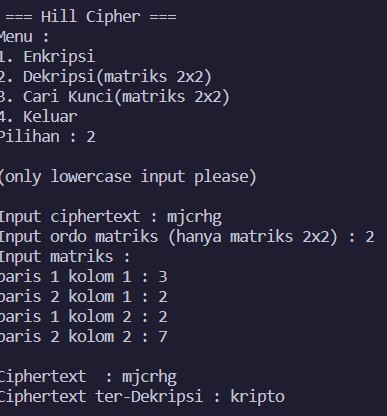 === Hill Cipher ===
Menu :
1. Enkripsi
2. Dekripsi(matriks 2x2)
3. Cari Kunci(matriks 2x2)
4. Keluar
Pilihan : 2
(only lowercase input please)
Input ciphertext : mjcrhg
Input ordo matriks (hanya matriks 2x2) : 2
Input matriks :
baris 1 kolom 1 : 3
baris 2 kolom 1 : 2
baris 1 kolom 2 : 2
baris 2 kolom 2 : 7
Ciphertext  : mjcrhg
Ciphertext ter-Dekripsi : kripto